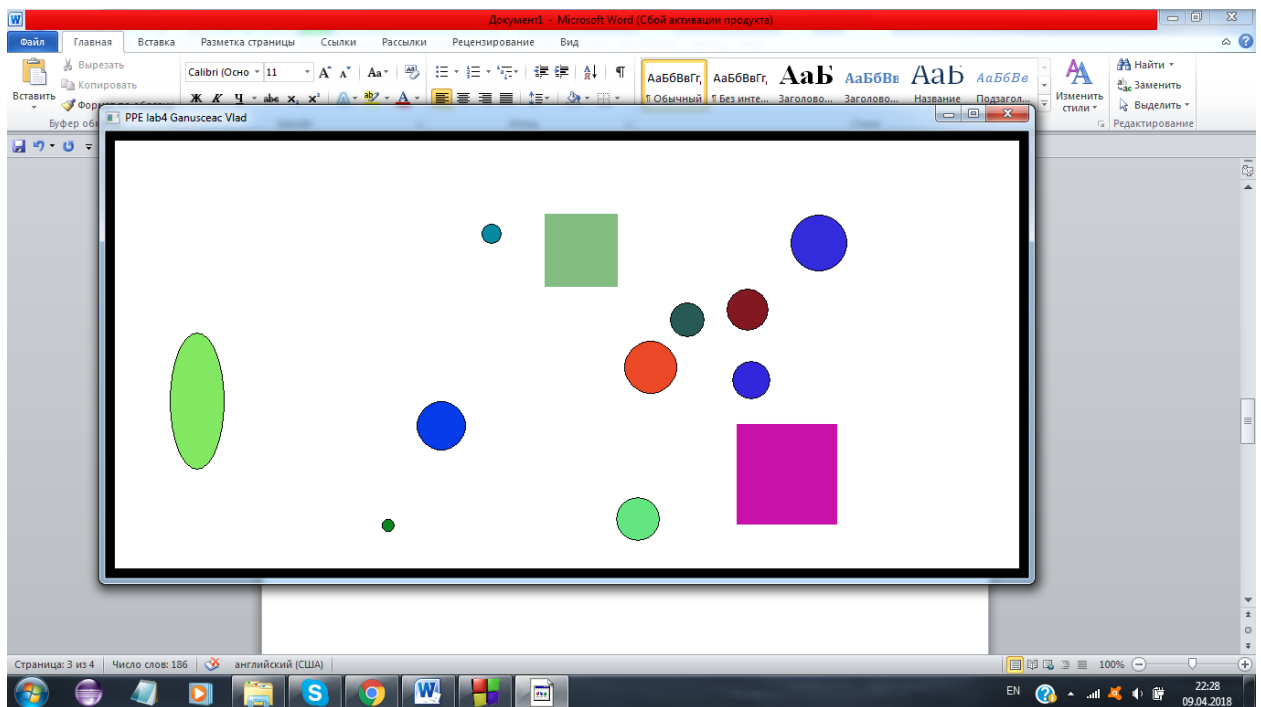 Документ1 - Microsoft Word (Сбой активации продукта)
Файл Главная Вставка Разметка страницы Ссылки Рассылки Рецензирование Вид
Вставить
Вырезать
Копировать
Calibri (Осно 11
Ж К Ч abc x₂ x²
АаБбВвГг, АаБбВвГг, АаБ АаБбВв АаБ АаБбВв.
¶ Обычный ¶ Без инте... Заголово... Заголово... Название Подзагол...
Изменить стили
Найти
Заменить
Выделить
Редактирование
PPE lab4 Ganusceac Vlad
Страница: 3 из 4 Число слов: 186 английский (США) 100%
EN 22:28
09.04.2018